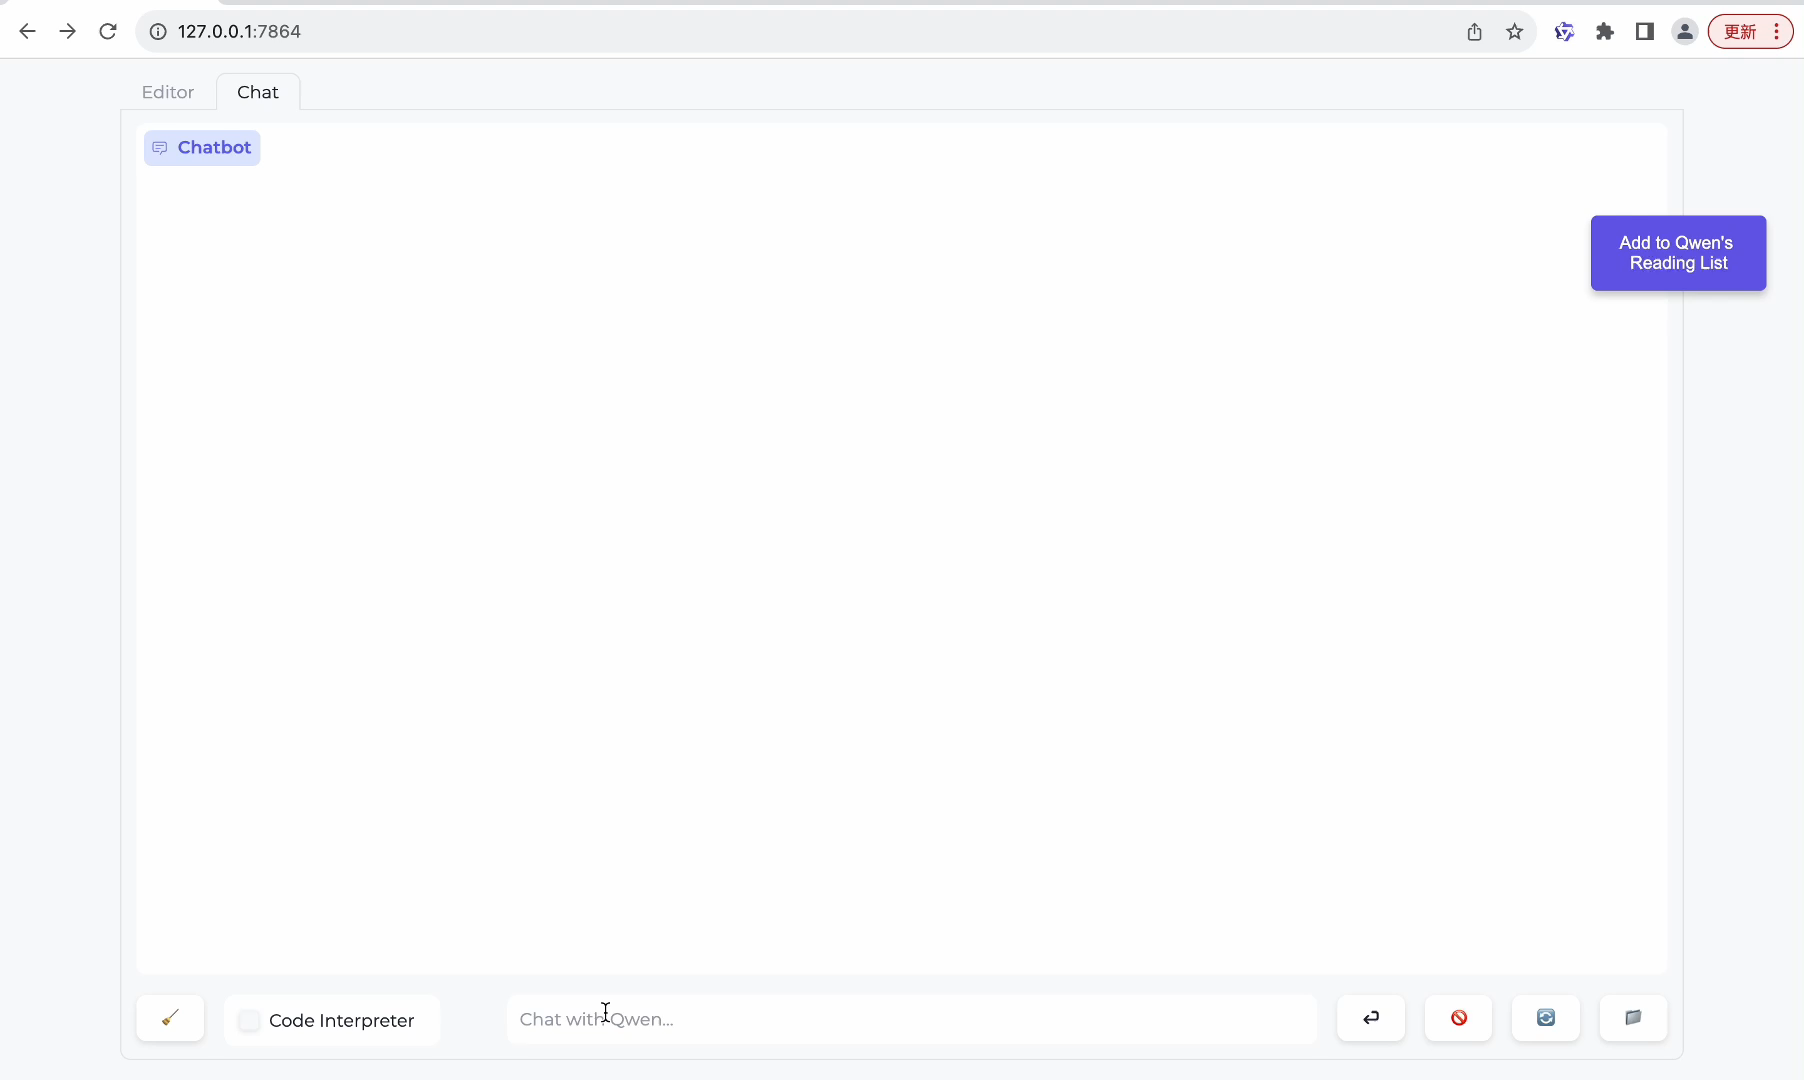 127.0.0.1:7864
更新
Editor
Chat
Chatbot
Add to Qwen's
Reading List
Code Interpreter
Chat with Qwen...